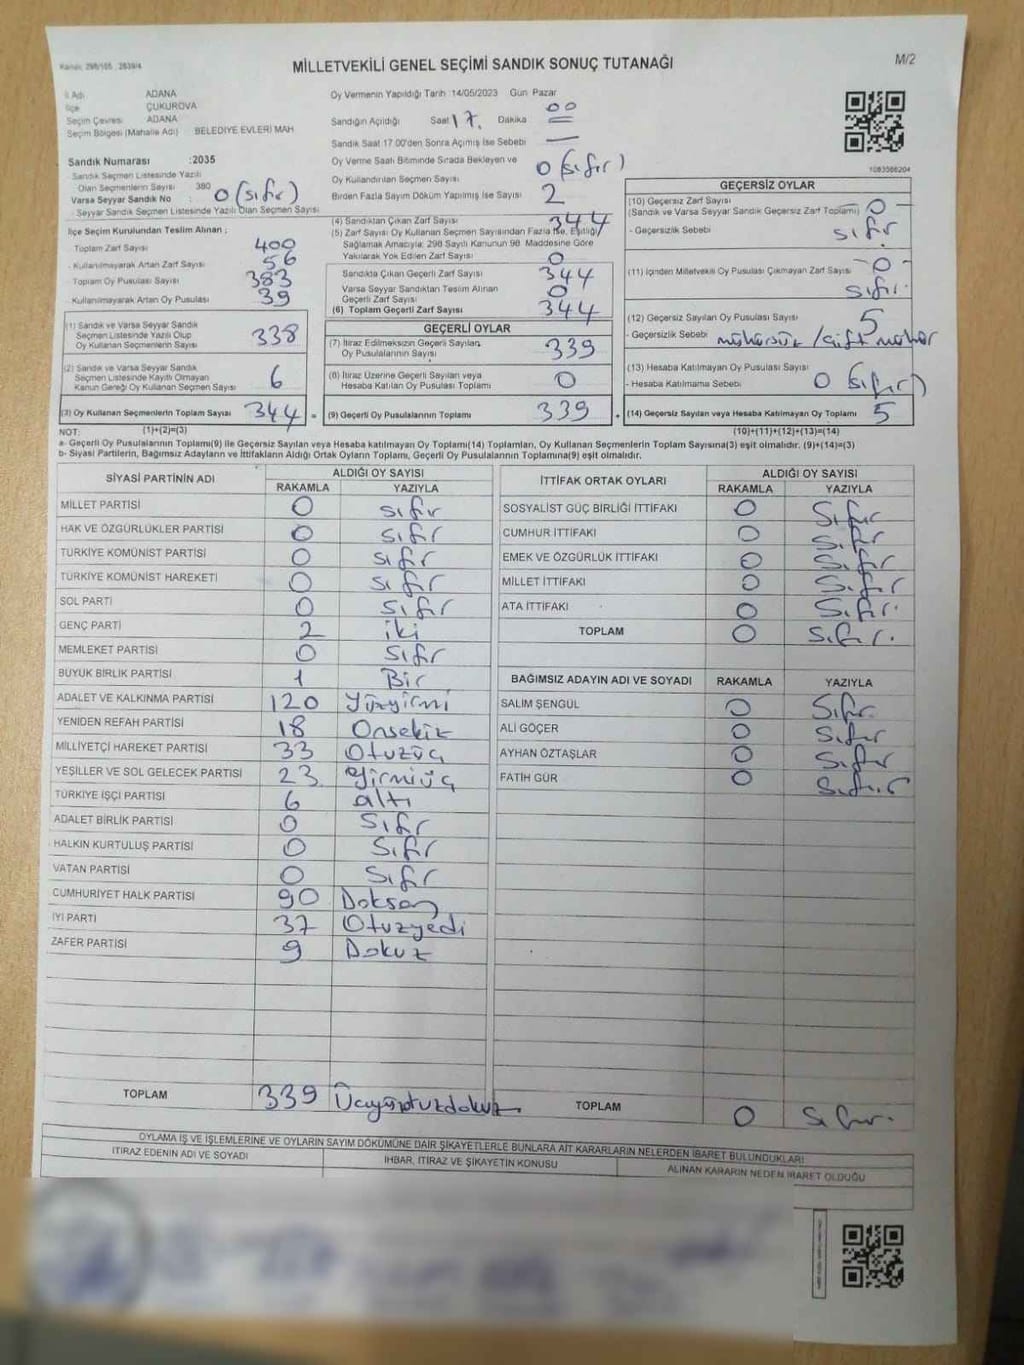 Kanun: 298/105 , 2839/4
MİLLETVEKİLİ GENEL SEÇİMİ SANDIK SONUÇ TUTANAĞI
M/2
İl Adı ADANA
İlçe ÇUKUROVA
Seçim Çevresi ADANA
Seçim Bölgesi (Mahalle Adı) BELEDİYE EVLERİ MAH
Sandık Numarası :2035
Sandık Seçmen Listesinde Yazılı
Olan Seçmenlerin Sayısı 380
Varsa Seyyar Sandık No 0 (sıfır)
Seyyar Sandık Seçmen Listesinde Yazılı Olan Seçmen Sayısı
İlçe Seçim Kurulundan Teslim Alınan ;
Toplam Zarf Sayısı 400
- Kullanılmayarak Artan Zarf Sayısı 56
Toplam Oy Pusulası Sayısı 383
Kullanılmayarak Artan Oy Pusulası 39
(1) Sandık ve Varsa Seyyar Sandık
Seçmen Listesinde Yazılı Olup
Oy Kullanan Seçmenlerin Sayısı 338
(2) Sandık ve Varsa Seyyar Sandık
Seçmen Listesinde Kayıtlı Olmayan
Kanun Gereği Oy Kullanan Seçmen Sayısı 6
(3) Oy Kullanan Seçmenlerin Toplam Sayısı 344 =
Oy Vermenin Yapıldığı Tarih :14/05/2023 Gün: Pazar
Sandığın Açıldığı Saat 17. Dakika 00
Sandık Saat 17.00'den Sonra Açılmış İse Sebebi —
Oy Verme Saati Bitiminde Sırada Bekleyen ve
Oy Kullandırılan Seçmen Sayısı 0 (sıfır)
Birden Fazla Sayım Döküm Yapılmış İse Sayısı 2
(4) Sandıktan Çıkan Zarf Sayısı 344
(5) Zarf Sayısı Oy Kullanan Seçmen Sayısından Fazla İse, Eşitliği
Sağlamak Amacıyla; 298 Sayılı Kanunun 98. Maddesine Göre
Yakılarak Yok Edilen Zarf Sayısı 0
Sandıkta Çıkan Geçerli Zarf Sayısı 344
Varsa Seyyar Sandıktan Teslim Alınan
Geçerli Zarf Sayısı 0
(6) Toplam Geçerli Zarf Sayısı 344
GEÇERLİ OYLAR
(7) İtiraz Edilmeksizin Geçerli Sayılan
Oy Pusulalarının Sayısı 339
(8) İtiraz Üzerine Geçerli Sayılan veya
Hesaba Katılan Oy Pusulası Toplamı 0
(9) Geçerli Oy Pusulalarının Toplamı 339 +
1083066204
GEÇERSİZ OYLAR
(10) Geçersiz Zarf Sayısı
(Sandık ve Varsa Seyyar Sandık Geçersiz Zarf Toplamı) - 0 -
- Geçersizlik Sebebi sıfır
(11) İçinden Milletvekili Oy Pusulası Çıkmayan Zarf Sayısı - 0 -
sıfır.
(12) Geçersiz Sayılan Oy Pusulası Sayısı 5
- Geçersizlik Sebebi mühürsüz / çift mühür
(13) Hesaba Katılmayan Oy Pusulası Sayısı
- Hesaba Katılmama Sebebi 0 (sıfır)
(14) Geçersiz Sayılan veya Hesaba Katılmayan Oy Toplamı 5
NOT: (1)+(2)=(3) (10)+(11)+(12)+(13)=(14)
a- Geçerli Oy Pusulalarının Toplamı(9) ile Geçersiz Sayılan veya Hesaba katılmayan Oy Toplamı(14) Toplamları, Oy Kullanan Seçmenlerin Toplam Sayısına(3) eşit olmalıdır. (9)+(14)=(3)
b- Siyasi Partilerin, Bağımsız Adayların ve İttifakların Aldığı Ortak Oyların Toplamı, Geçerli Oy Pusulalarının Toplamına(9) eşit olmalıdır.
SİYASİ PARTİNİN ADI ALDIĞI OY SAYISI
RAKAMLA YAZIYLA
MİLLET PARTİSİ 0 sıfır
HAK VE ÖZGÜRLÜKLER PARTİSİ 0 sıfır
TÜRKİYE KOMÜNİST PARTİSİ 0 sıfır
TÜRKİYE KOMÜNİST HAREKETİ 0 sıfır
SOL PARTİ 0 sıfır
GENÇ PARTİ 2 iki
MEMLEKET PARTİSİ 0 sıfır
BÜYÜK BİRLİK PARTİSİ 1 Bir
ADALET VE KALKINMA PARTİSİ 120 Yüzyirmi
YENİDEN REFAH PARTİSİ 18 Onsekiz
MİLLİYETÇİ HAREKET PARTİSİ 33 Otuzüç
YEŞİLLER VE SOL GELECEK PARTİSİ 23 Yirmiüç
TÜRKİYE İŞÇİ PARTİSİ 6 altı
ADALET BİRLİK PARTİSİ 0 Sıfır
HALKIN KURTULUŞ PARTİSİ 0 Sıfır
VATAN PARTİSİ 0 Sıfır
CUMHURİYET HALK PARTİSİ 90 Doksan
İYİ PARTİ 37 Otuzyedi
ZAFER PARTİSİ 9 Dokuz
TOPLAM 339 Üçyüzotuzdokuz
İTTİFAK ORTAK OYLARI ALDIĞI OY SAYISI
RAKAMLA YAZIYLA
SOSYALİST GÜÇ BİRLİĞİ İTTİFAKI 0 Sıfır
CUMHUR İTTİFAKI 0 Sıfır
EMEK VE ÖZGÜRLÜK İTTİFAKI 0 Sıfır
MİLLET İTTİFAKI 0 Sıfır
ATA İTTİFAKI 0 Sıfır.
TOPLAM 0 Sıfır.
BAĞIMSIZ ADAYIN ADI VE SOYADI RAKAMLA YAZIYLA
SALİM ŞENGÜL 0 Sıfır.
ALİ GÖÇER 0 Sıfır
AYHAN ÖZTAŞLAR 0 Sıfır
FATİH GÜR 0 Sıfır
TOPLAM 0 Sıfır.
OYLAMA İŞ VE İŞLEMLERİNE VE OYLARIN SAYIM DÖKÜMÜNE DAİR ŞİKAYETLERLE BUNLARA AİT KARARLARIN NELERDEN İBARET BULUNDUKLARI
İTİRAZ EDENİN ADI VE SOYADI İHBAR, İTİRAZ VE ŞİKAYETİN KONUSU ALINAN KARARIN NEDEN İBARET OLDUĞU